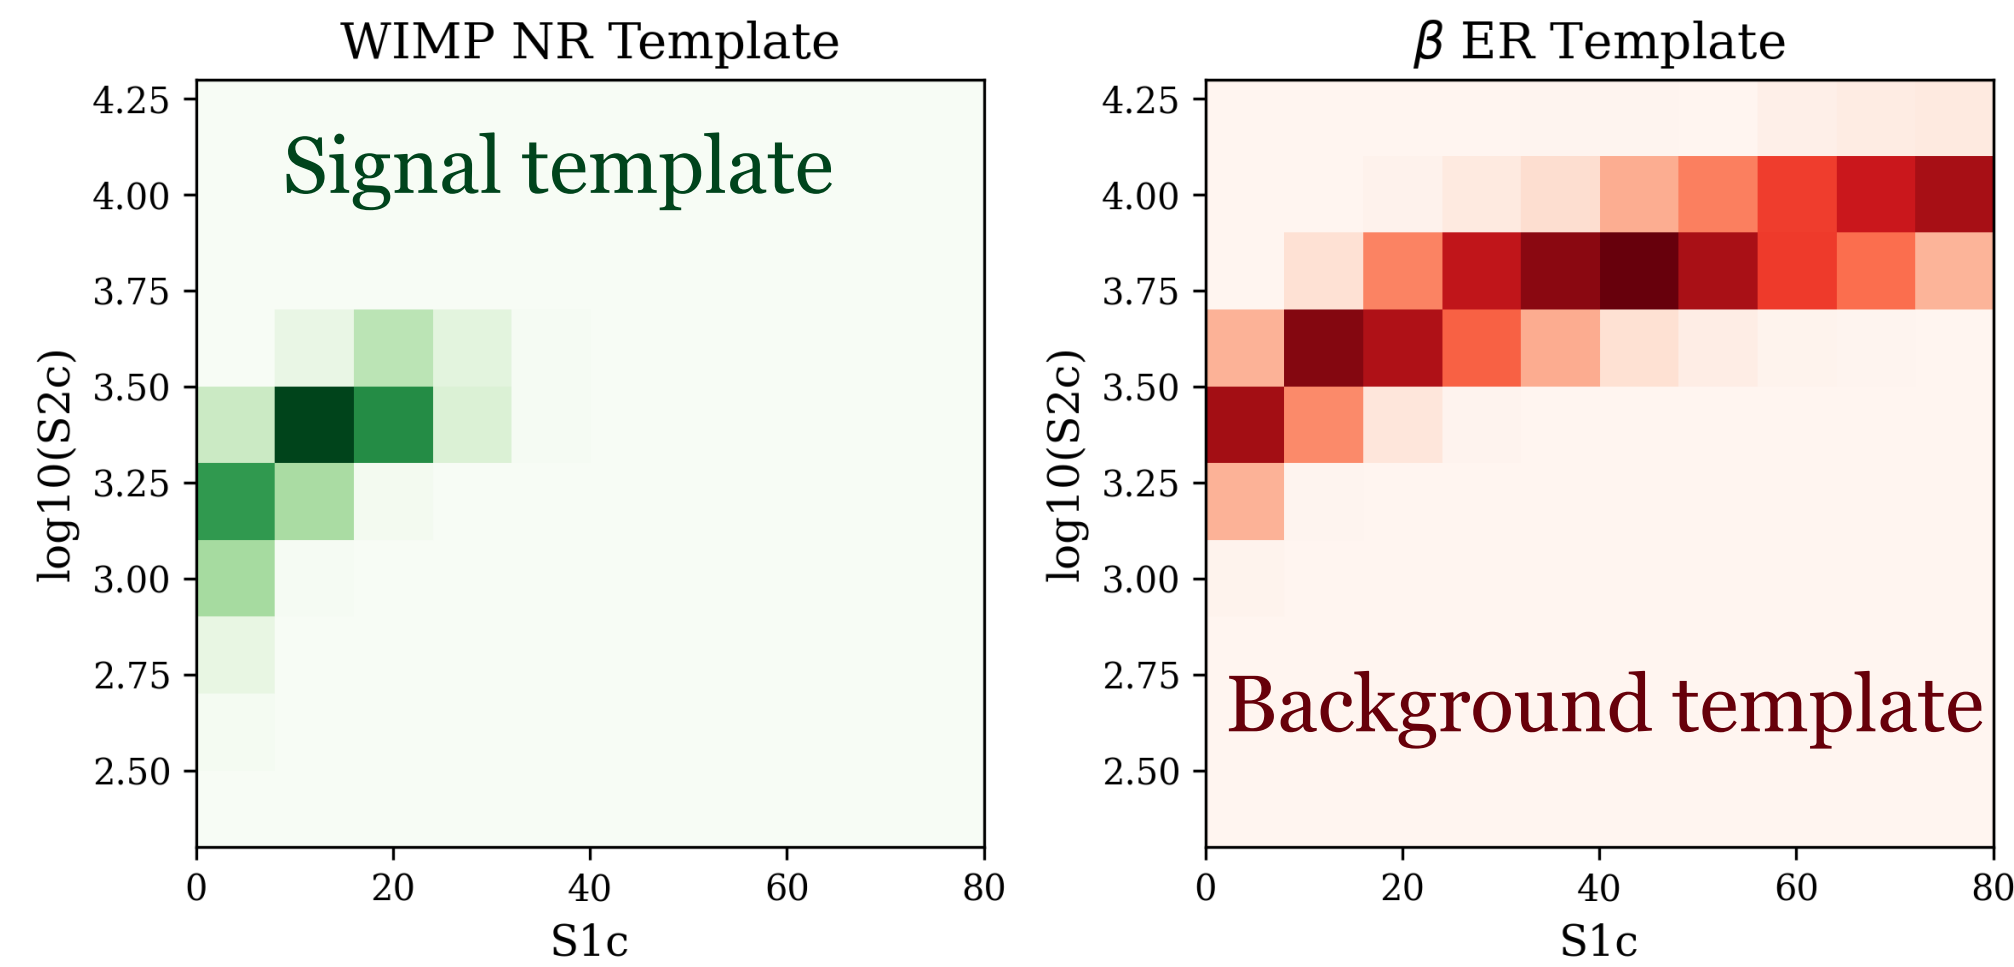 WIMP NR Template
Signal template
4.25
4.00
3.75
3.50
3.25
3.00
2.75
2.50
log10(S2c)
0 20 40 60 80
S1c
β ER Template
Background template
4.25
4.00
3.75
3.50
3.25
3.00
2.75
2.50
log10(S2c)
0 20 40 60 80
S1c